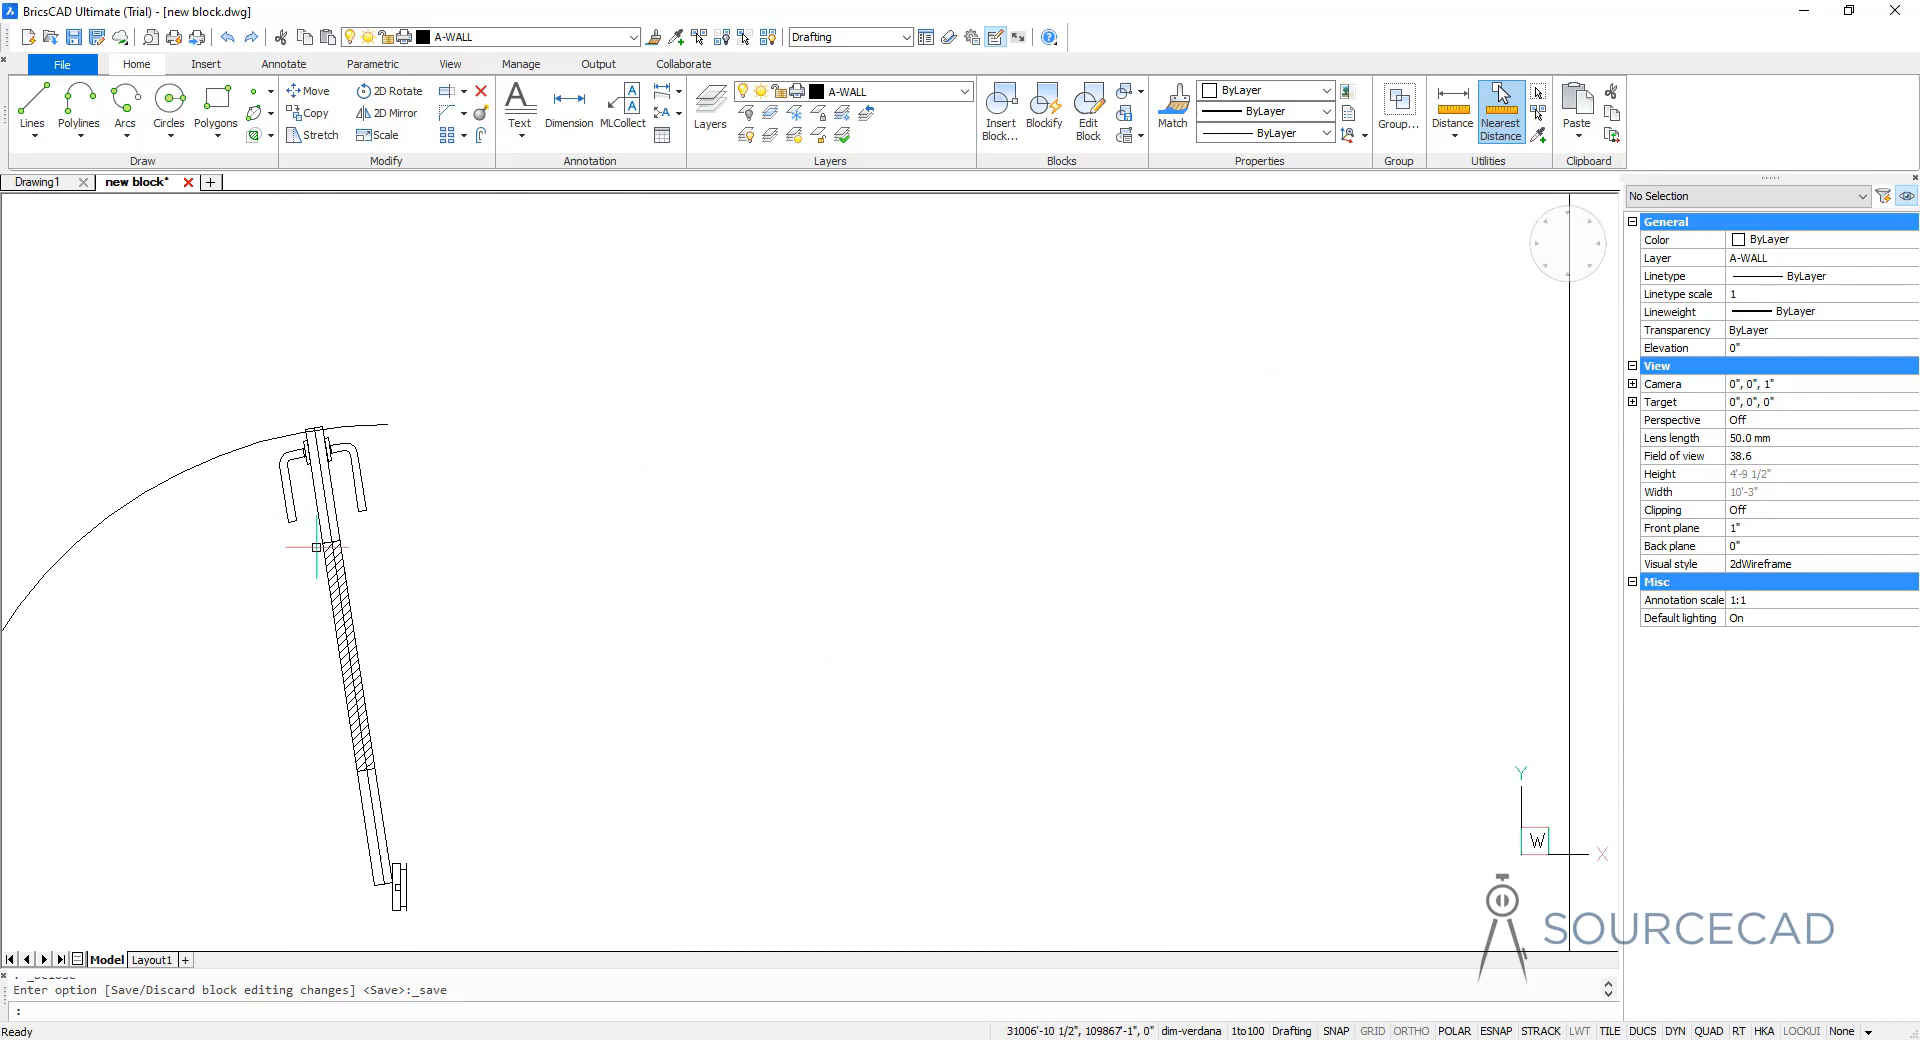 BricsCAD Ultimate (Trial) - [new block.dwg]
A-WALL
Drafting
File
Home
Insert
Annotate
Parametric
View
Manage
Output
Collaborate
Lines
Polylines
Arcs
Circles
Polygons
Draw
Move
2D Rotate
Copy
2D Mirror
Stretch
Scale
Modify
Text
Dimension
MLCollect
Annotation
Layers
A-WALL
Layers
Insert
Block...
Blockify
Edit
Block
Blocks
Match
ByLayer
ByLayer
ByLayer
Properties
Group...
Group
Distance
Nearest
Distance
Utilities
Paste
Clipboard
Drawing1
new block*
No Selection
General
Color ByLayer
Layer A-WALL
Linetype ByLayer
Linetype scale 1
Lineweight ByLayer
Transparency ByLayer
Elevation 0"
View
Camera 0", 0", 1"
Target 0", 0", 0"
Perspective Off
Lens length 50.0 mm
Field of view 38.6
Height 4'-9 1/2"
Width 10'-3"
Clipping Off
Front plane 1"
Back plane 0"
Visual style 2dWireframe
Misc
Annotation scale 1:1
Default lighting On
Y
W
X
SOURCECAD
Model
Layout1
Enter option [Save/Discard block editing changes] <Save>:_save
:
Ready
31006'-10 1/2", 109867'-1", 0" dim-verdana 1to100 Drafting SNAP GRID ORTHO POLAR ESNAP STRACK LWT TILE DUCS DYN QUAD RT HKA LOCKUI None